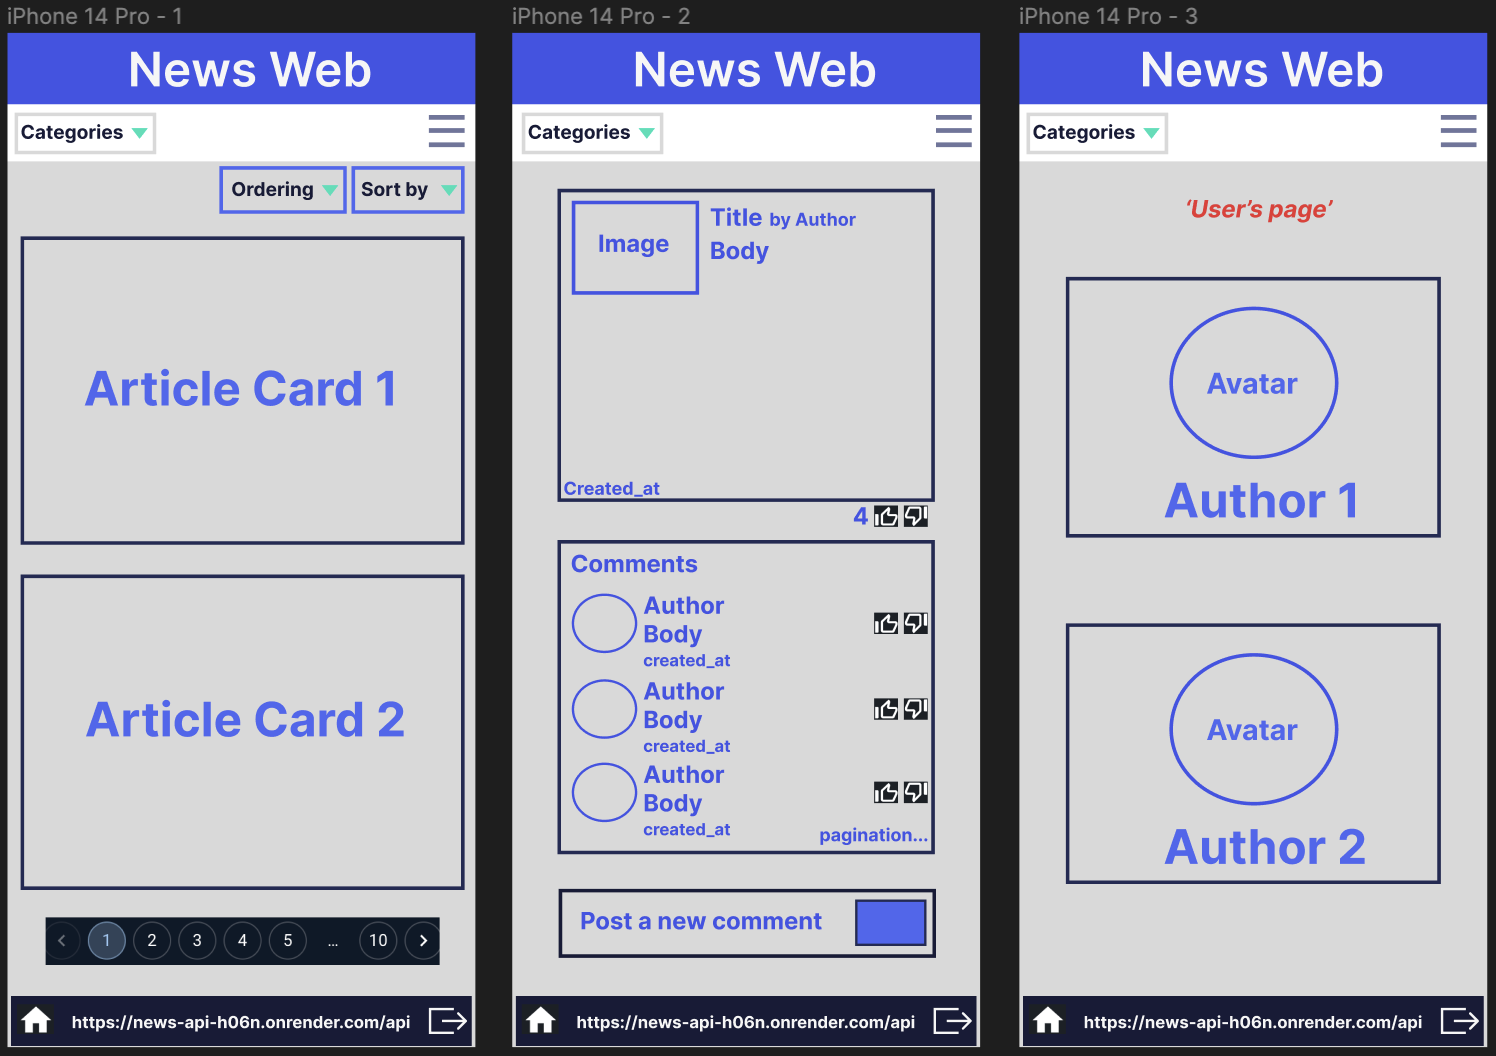 iPhone 14 Pro - 1
News Web
Categories
Ordering
Sort by
Article Card 1
Article Card 2
1 2 3 4 5 ... 10
https://news-api-h06n.onrender.com/api
iPhone 14 Pro - 2
News Web
Categories
Image
Title by Author
Body
Created_at
4
Comments
Author
Body
created_at
Author
Body
created_at
Author
Body
created_at
pagination...
Post a new comment
https://news-api-h06n.onrender.com/api
iPhone 14 Pro - 3
News Web
Categories
‘User’s page’
Avatar
Author 1
Avatar
Author 2
https://news-api-h06n.onrender.com/api